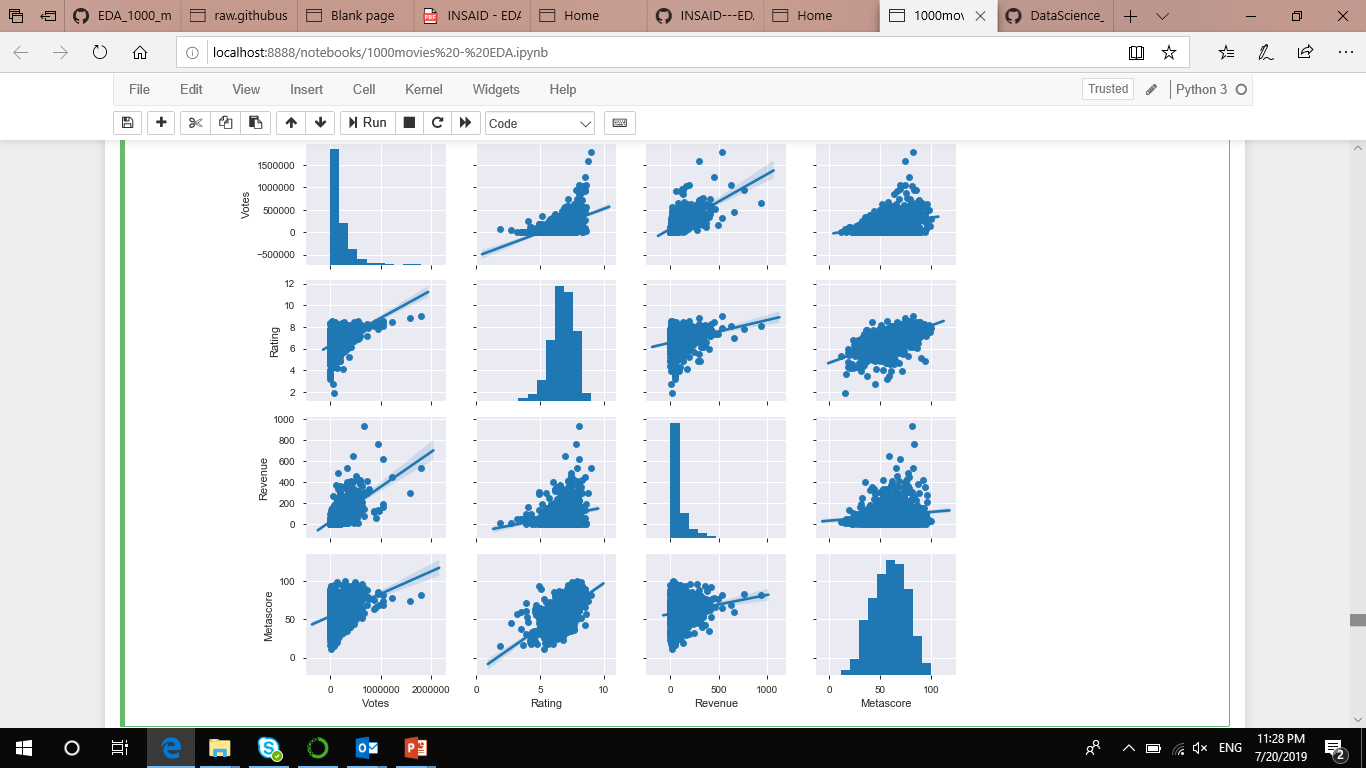 EDA_1000_m raw.githubus Blank page INSAID - EDA Home INSAID---ED. Home 1000mov DataScience_
localhost:8888/notebooks/1000movies%20-%20EDA.ipynb
File Edit View Insert Cell Kernel Widgets Help Trusted Python 3
Run Code
Votes
1500000
1000000
500000
0
−500000
Rating
12
10
8
6
4
2
Revenue
1000
800
600
400
200
0
Metascore
100
50
0
0 1000000 2000000 0 5 10 0 500 1000 0 50 100
Votes Rating Revenue Metascore
ENG 11:28 PM
7/20/2019 2